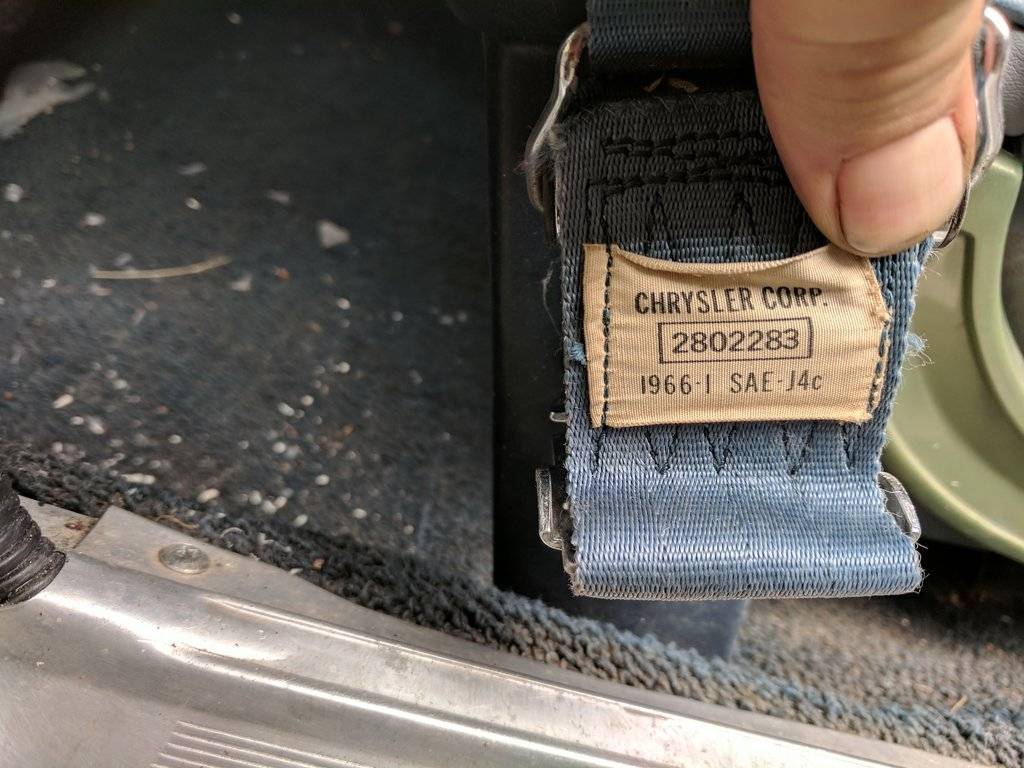 CHRYSLER CORP.
2802283
1966-1 SAE-J4c